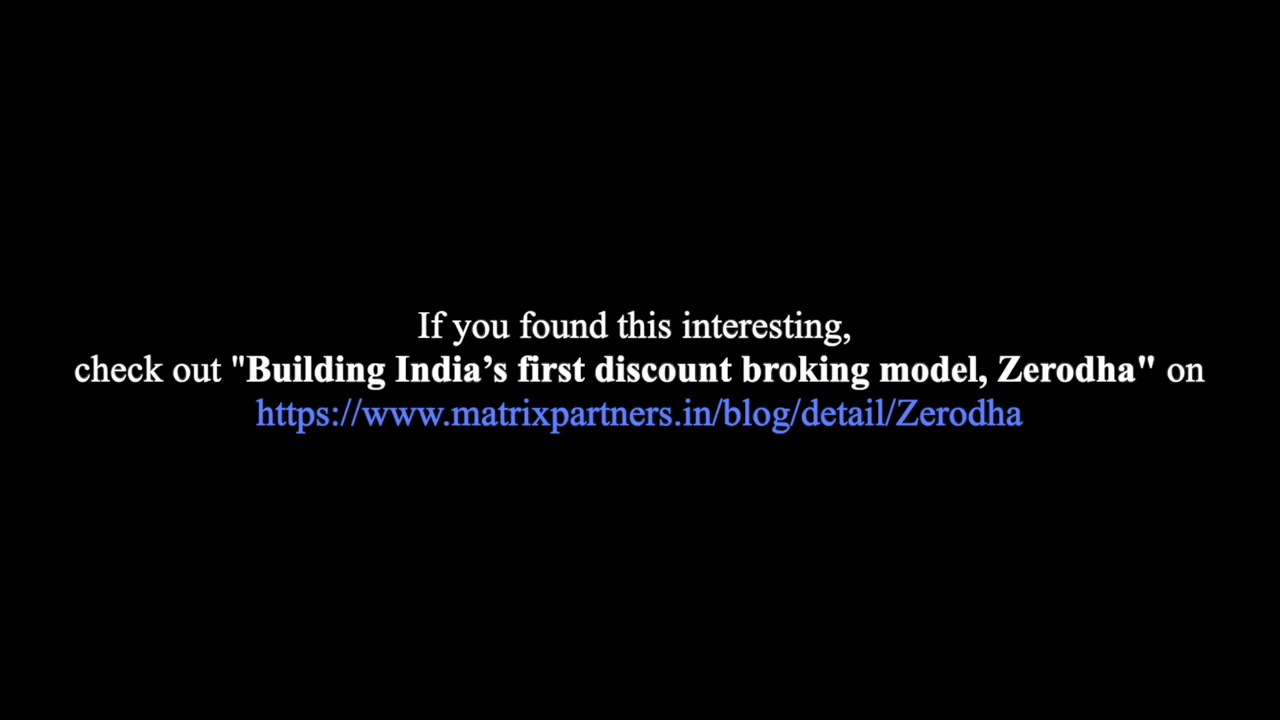 If you found this interesting,
check out "Building India’s first discount broking model, Zerodha" on
https://www.matrixpartners.in/blog/detail/Zerodha